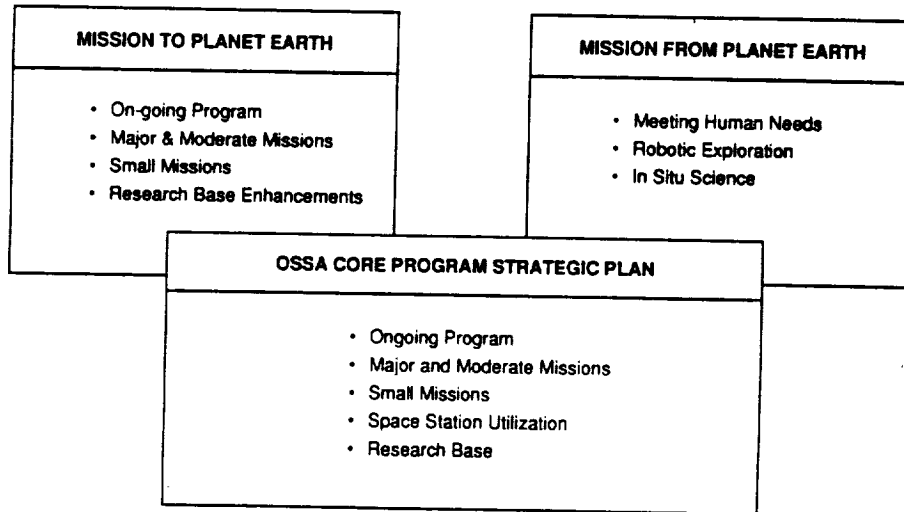 MISSION TO PLANET EARTH
• On-going Program
• Major & Moderate Missions
• Small Missions
• Research Base Enhancements
MISSION FROM PLANET EARTH
• Meeting Human Needs
• Robotic Exploration
• In Situ Science
OSSA CORE PROGRAM STRATEGIC PLAN
• Ongoing Program
• Major and Moderate Missions
• Small Missions
• Space Station Utilization
• Research Base